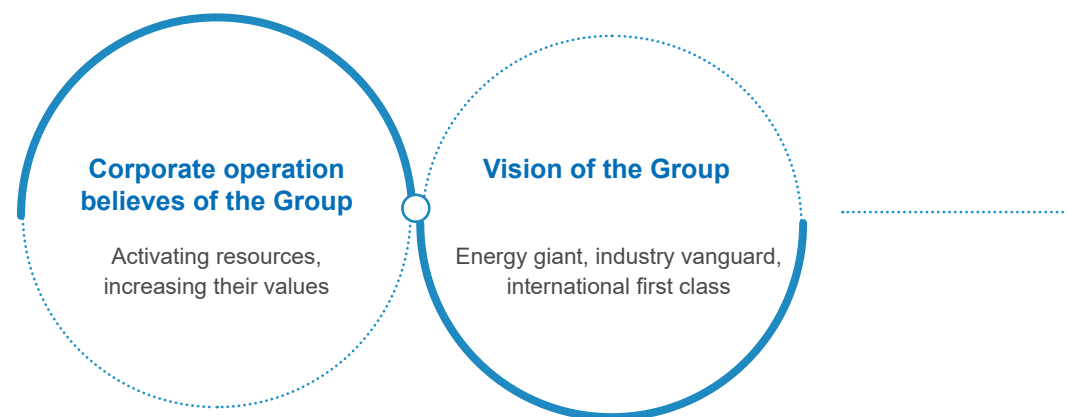 Corporate operation
believes of the Group
Activating resources,
increasing their values
Vision of the Group
Energy giant, industry vanguard,
international first class